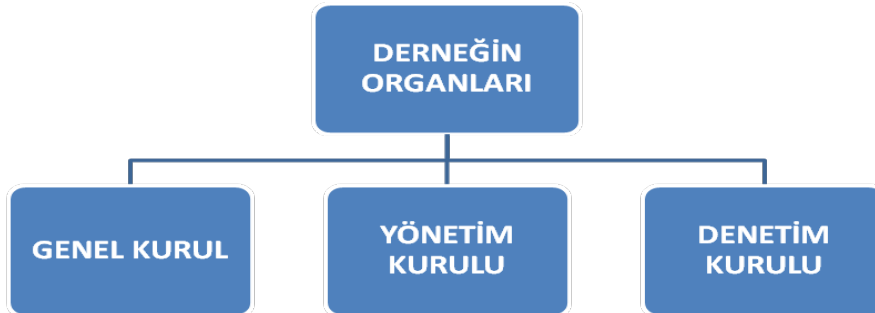 DERNEĞİN
ORGANLARI
GENEL KURUL
YÖNETİM
KURULU
DENETİM
KURULU